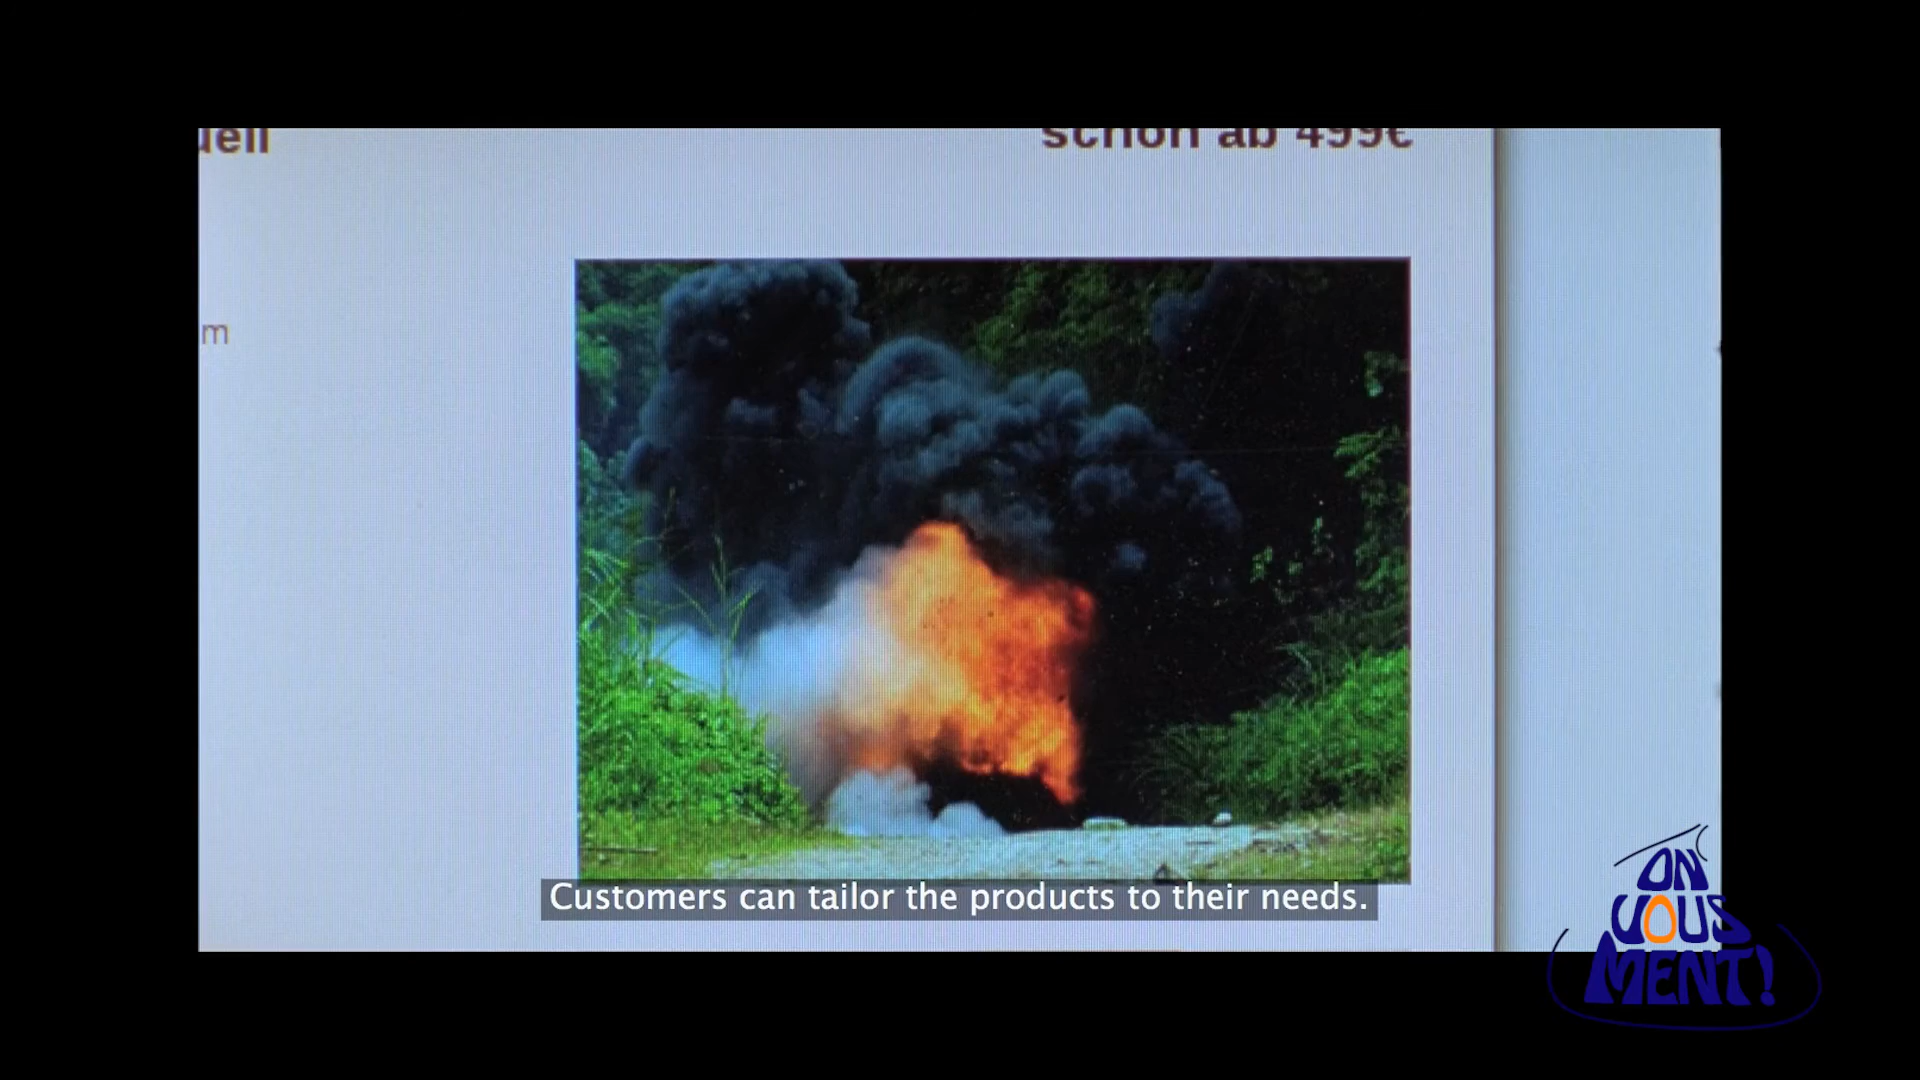 schon ab 499€
m
Customers can tailor the products to their needs.
ON
VOUS
MENT!